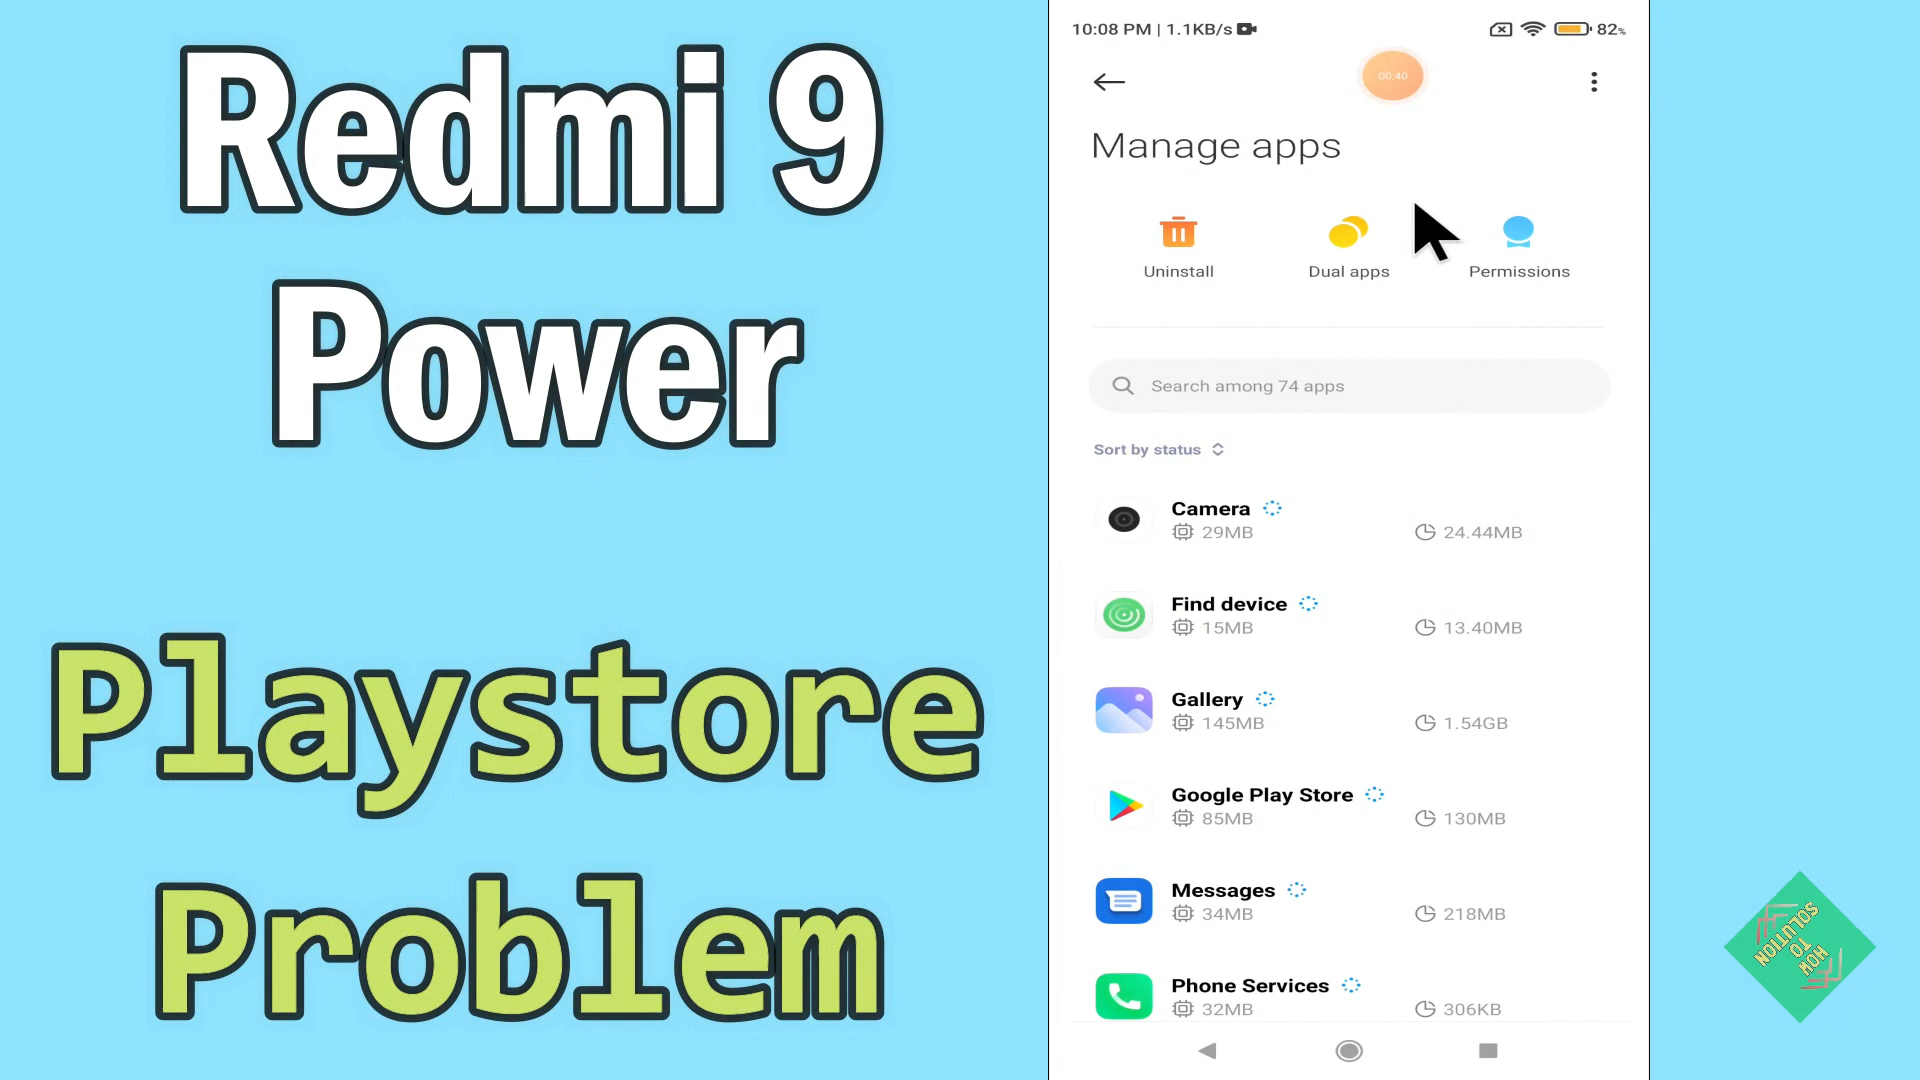 Redmi 9
Power
Playstore
Problem
10:08 PM | 1.1KB/s
82%
00:40
Manage apps
Uninstall
Dual apps
Permissions
Search among 74 apps
Sort by status
Camera
29MB
24.44MB
Find device
15MB
13.40MB
Gallery
145MB
1.54GB
Google Play Store
85MB
130MB
Messages
34MB
218MB
Phone Services
32MB
306KB
HOW
TO
SOLUTION